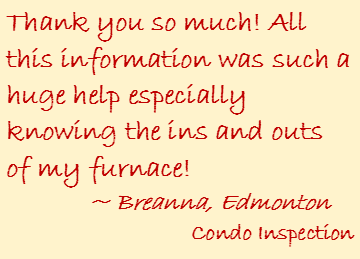 Thank you so much! All
this information was such a
huge help especially
knowing the ins and outs
of my furnace!
~ Breanna, Edmonton
Condo Inspection